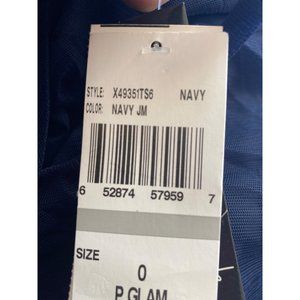 STYLE: X49351TS6 NAVY
COLOR: NAVY JM
6 52874 57959 7
SIZE
0
P GLAM